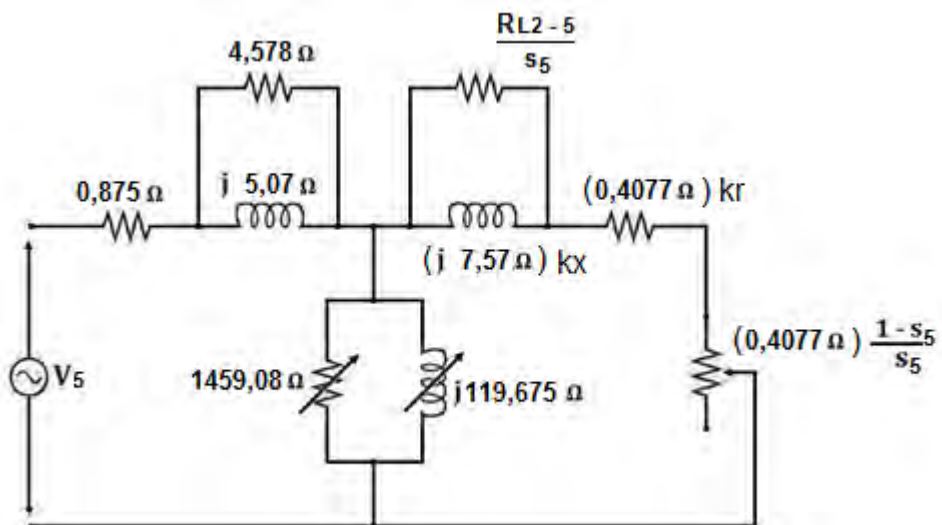 4,578 Ω
RL2 - 5
s5
0,875 Ω
j 5,07 Ω
(j 7,57 Ω) kx
(0,4077 Ω) kr
V5
1459,08 Ω
j119,675 Ω
(0,4077 Ω) 1 - s5
s5